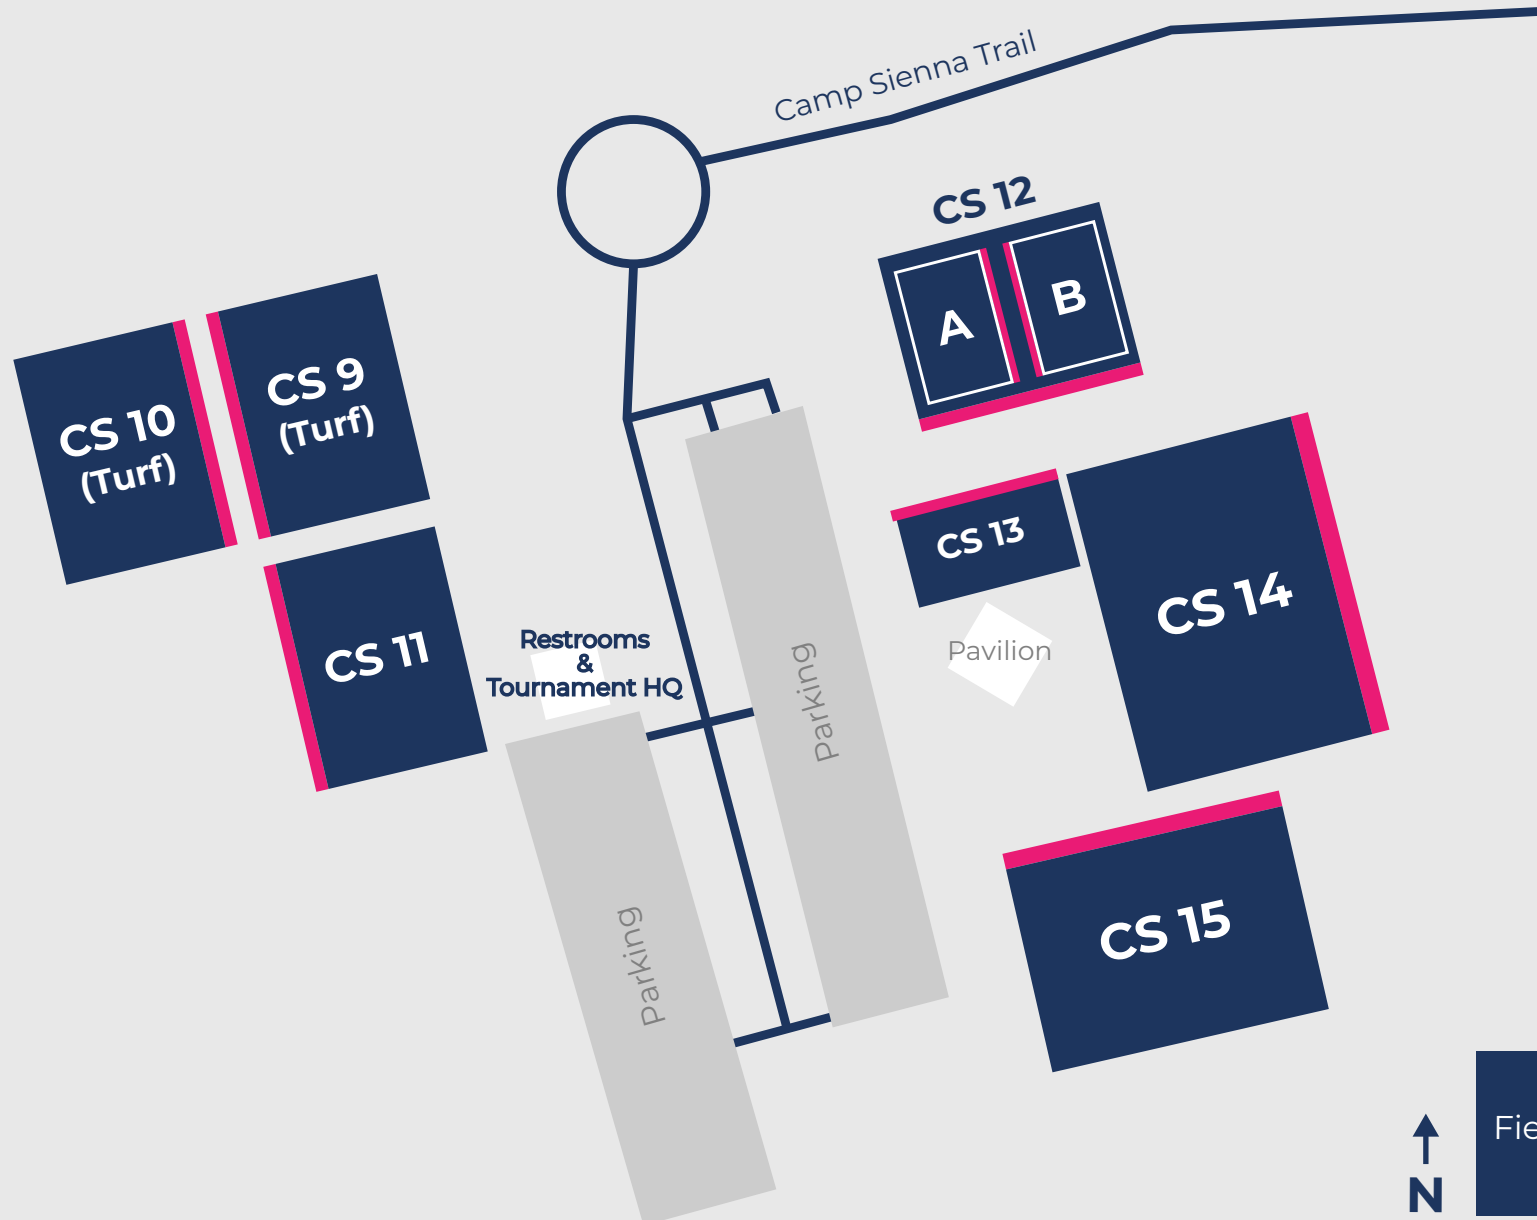 Camp Sienna Trail
CS 12
A
B
CS 9
(Turf)
CS 10
(Turf)
CS 13
CS 14
CS 11
Restrooms
&
Tournament HQ
Pavilion
Parking
Parking
CS 15
N
Fie